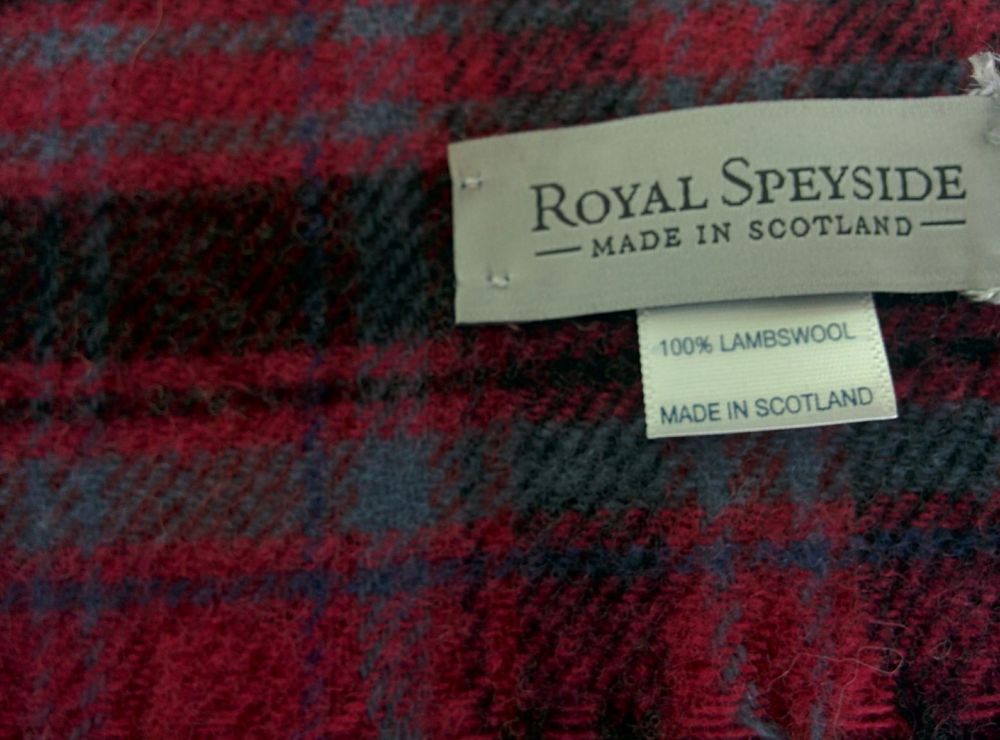 ROYAL SPEYSIDE
MADE IN SCOTLAND
100% LAMBSWOOL
MADE IN SCOTLAND